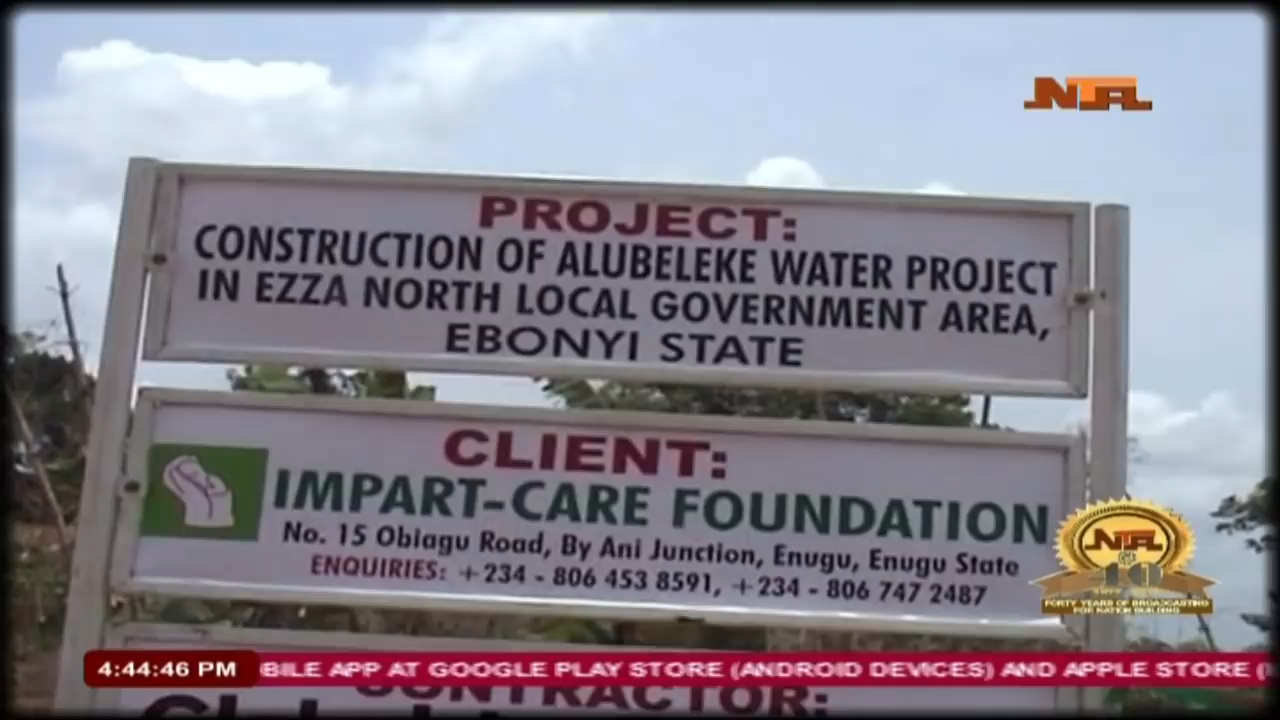 NTA
PROJECT:
CONSTRUCTION OF ALUBELEKE WATER PROJECT
IN EZZA NORTH LOCAL GOVERNMENT AREA,
EBONYI STATE
CLIENT:
IMPART-CARE FOUNDATION
No. 15 Obiagu Road, By Ani Junction, Enugu, Enugu State
ENQUIRIES: +234 - 806 453 8591, +234 - 806 747 2487
NTA
@
40
FORTY YEARS OF BROADCASTING
FOR NATION BUILDING
4:44:46 PM BILE APP AT GOOGLE PLAY STORE (ANDROID DEVICES) AND APPLE STORE (
CONTRACTOR: